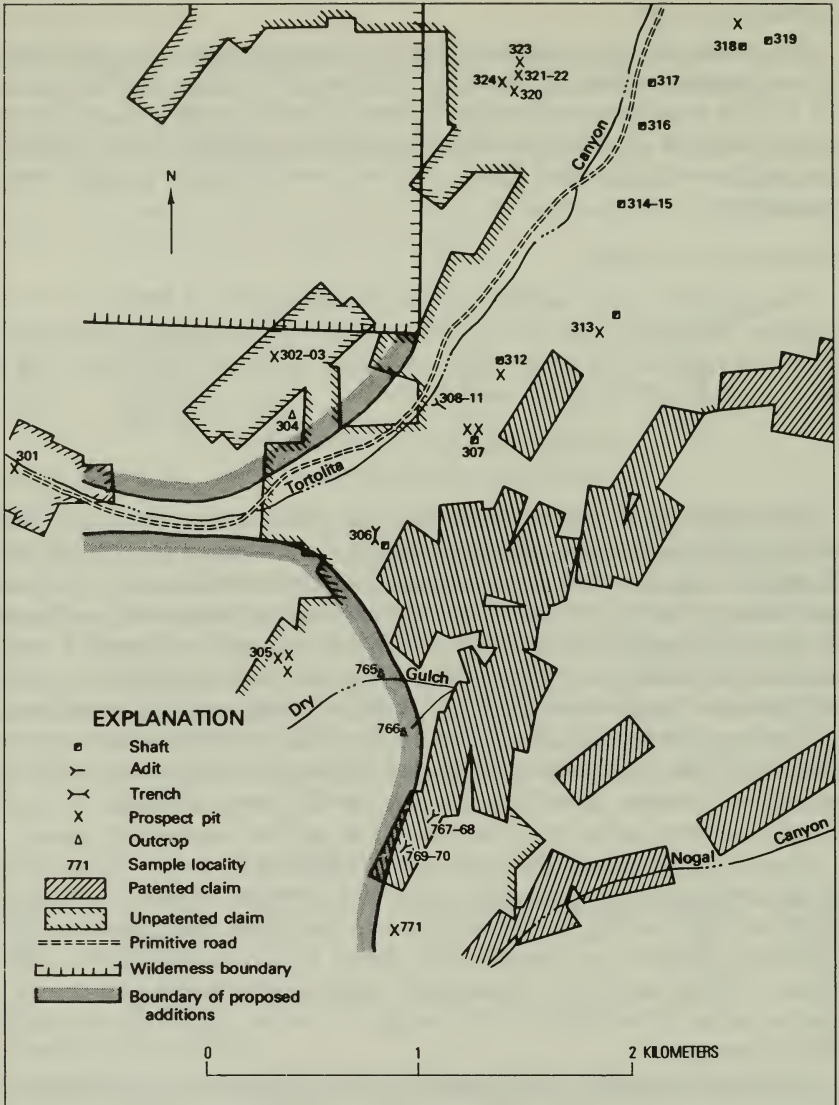 323
318
319
324
321-22
320
317
316
Canyon
N
314-15
313
302-03
312
308-11
304
307
301
Tortolita
306
305
765
Gulch
Dry
766
EXPLANATION
Shaft
Adit
Trench
Prospect pit
Outcrop
771 Sample locality
Patented claim
Unpatented claim
Primitive road
Wilderness boundary
Boundary of proposed
additions
767-68
769-70
Canyon
Nogal
771
0 1 2 KILOMETERS